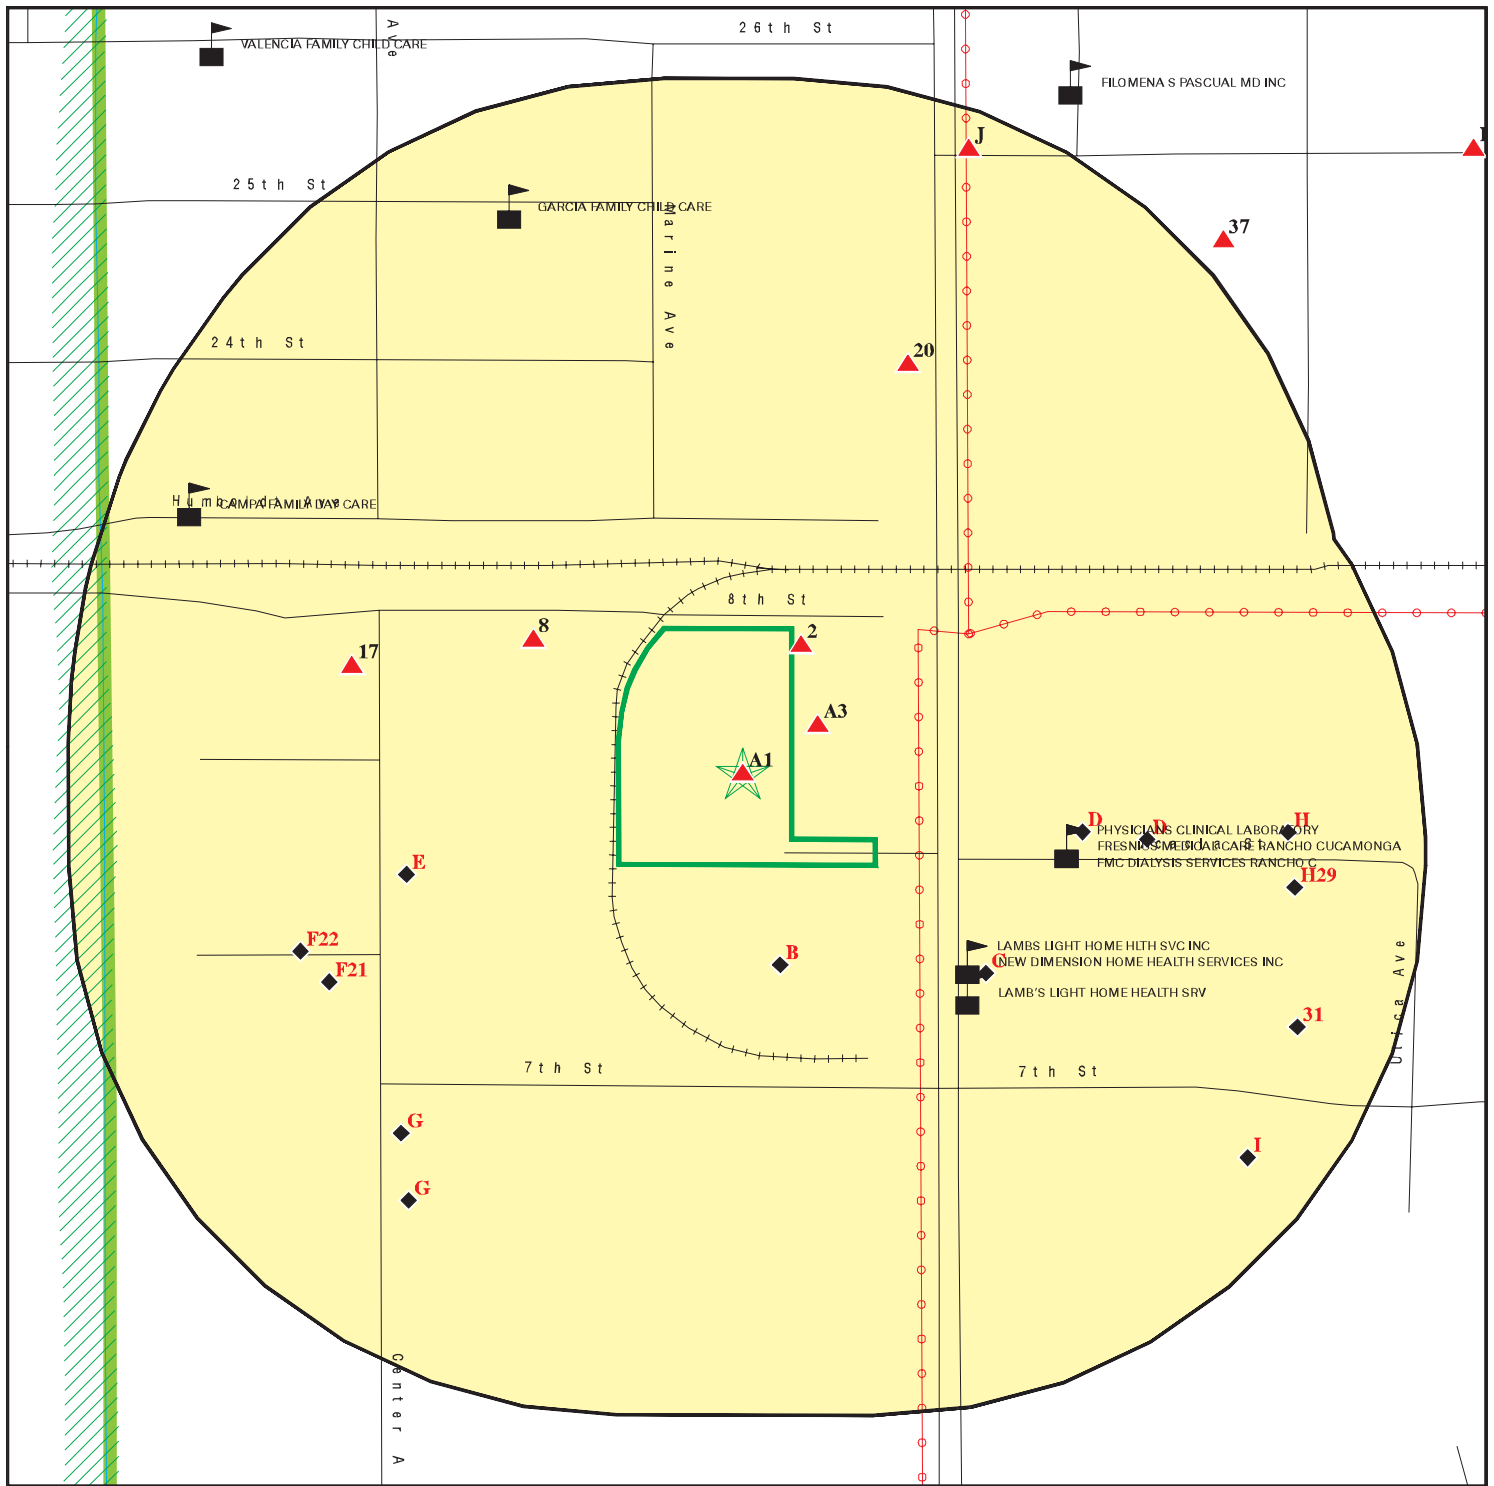 26th St
Ave
VALENCIA FAMILY CHILD CARE
FILOMENA S PASCUAL MD INC
J
25th St
GARCIA FAMILY CHILD CARE
Marine Ave
37
24th St
20
Humboldt Ave
CAMPA FAMILY DAY CARE
8th St
17
8
2
A3
A1
D
D
H
PHYSICIANS CLINICAL LABORATORY
FRESNIUS MEDICAL CARE RANCHO CUCAMONGA
FMC DIALYSIS SERVICES RANCHO C
E
H29
F22
F21
B
LAMBS LIGHT HOME HLTH SVC INC
C
NEW DIMENSION HOME HEALTH SERVICES INC
LAMB'S LIGHT HOME HEALTH SRV
Utica Ave
31
7th St
7th St
G
G
I
Center A